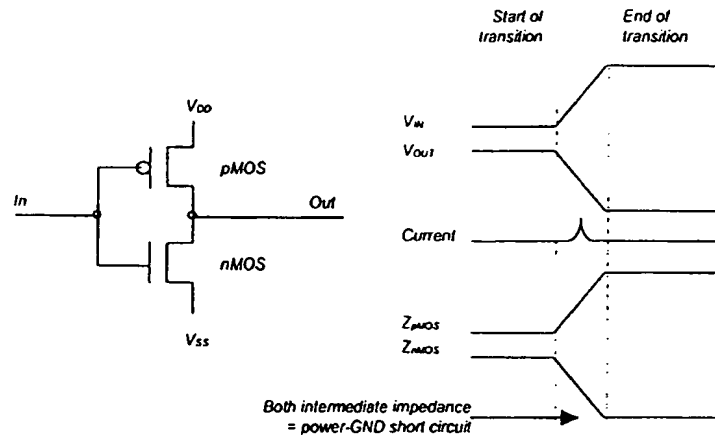 Start of
transition
End of
transition
VDD
pMOS
In
Out
nMOS
VSS
VIN
VOUT
Current
ZpMOS
ZnMOS
Both intermediate impedance
= power-GND short circuit